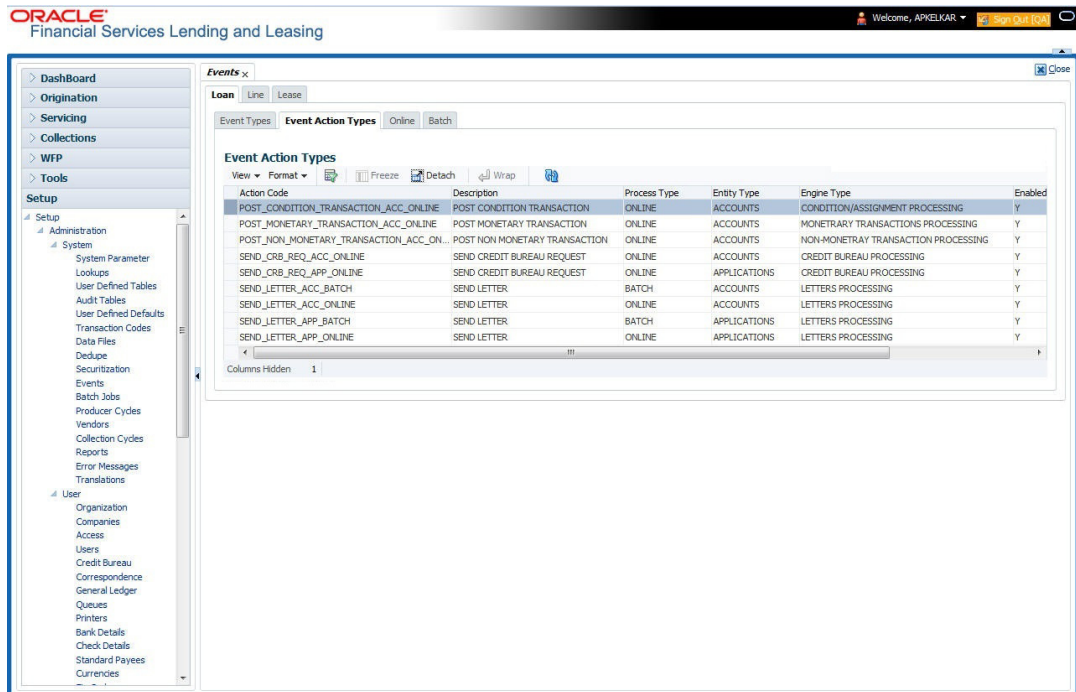 ORACLE
Financial Services Lending and Leasing
Welcome, APKELKAR
Sign Out [QA]
DashBoard
Origination
Servicing
Collections
WFP
Tools
Setup
Setup
Administration
System
System Parameter
Lookups
User Defined Tables
Audit Tables
User Defined Defaults
Transaction Codes
Data Files
Dedupe
Securitization
Events
Batch Jobs
Producer Cycles
Vendors
Collection Cycles
Reports
Error Messages
Translations
User
Organization
Companies
Access
Users
Credit Bureau
Correspondence
General Ledger
Queues
Printers
Bank Details
Check Details
Standard Payees
Currencies
Events
Close
Loan Line Lease
Event Types Event Action Types Online Batch
Event Action Types
View Format Freeze Detach Wrap
Action Code Description Process Type Entity Type Engine Type Enabled
POST_CONDITION_TRANSACTION_ACC_ONLINE POST CONDITION TRANSACTION ONLINE ACCOUNTS CONDITION/ASSIGNMENT PROCESSING Y
POST_MONETARY_TRANSACTION_ACC_ONLINE POST MONETARY TRANSACTION ONLINE ACCOUNTS MONETRARY TRANSACTIONS PROCESSING Y
POST_NON_MONETARY_TRANSACTION_ACC_ON... POST NON MONETARY TRANSACTION ONLINE ACCOUNTS NON-MONETRAY TRANSACTION PROCESSING Y
SEND_CRB_REQ_ACC_ONLINE SEND CREDIT BUREAU REQUEST ONLINE ACCOUNTS CREDIT BUREAU PROCESSING Y
SEND_CRB_REQ_APP_ONLINE SEND CREDIT BUREAU REQUEST ONLINE APPLICATIONS CREDIT BUREAU PROCESSING Y
SEND_LETTER_ACC_BATCH SEND LETTER BATCH ACCOUNTS LETTERS PROCESSING Y
SEND_LETTER_ACC_ONLINE SEND LETTER ONLINE ACCOUNTS LETTERS PROCESSING Y
SEND_LETTER_APP_BATCH SEND LETTER BATCH APPLICATIONS LETTERS PROCESSING Y
SEND_LETTER_APP_ONLINE SEND LETTER ONLINE APPLICATIONS LETTERS PROCESSING Y
Columns Hidden 1